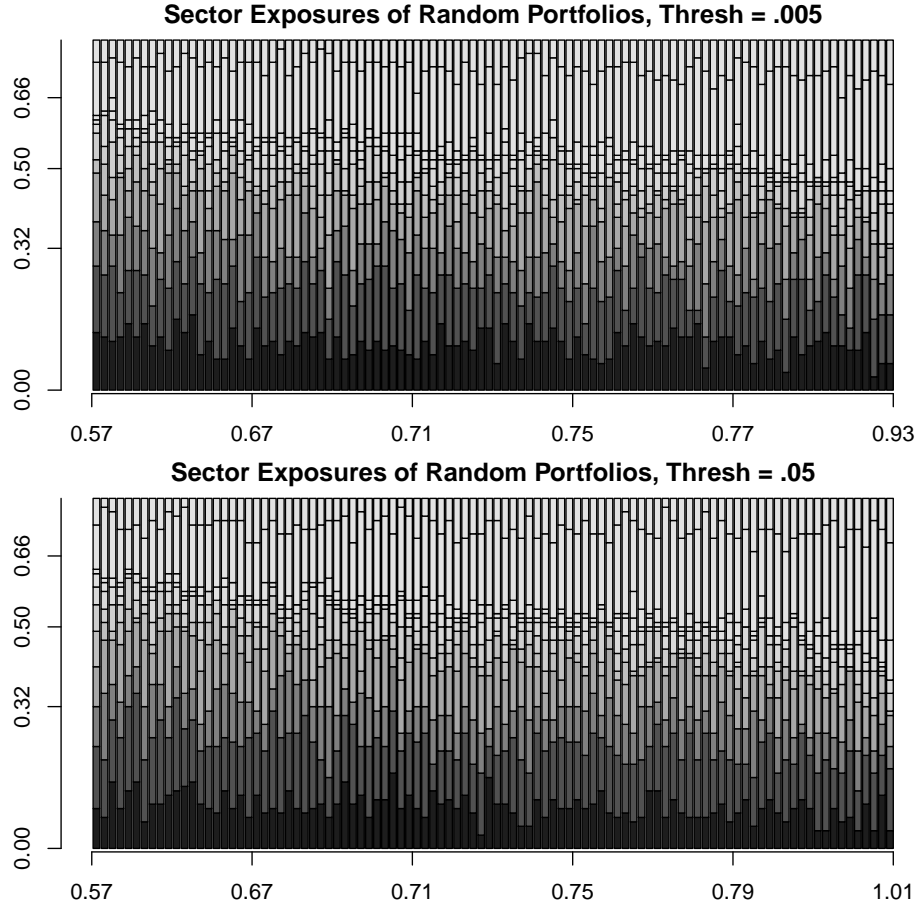 Sector Exposures of Random Portfolios, Thresh = .005
0.66
0.50
0.32
0.00
0.57 0.67 0.71 0.75 0.77 0.93
Sector Exposures of Random Portfolios, Thresh = .05
0.66
0.50
0.32
0.00
0.57 0.67 0.71 0.75 0.79 1.01